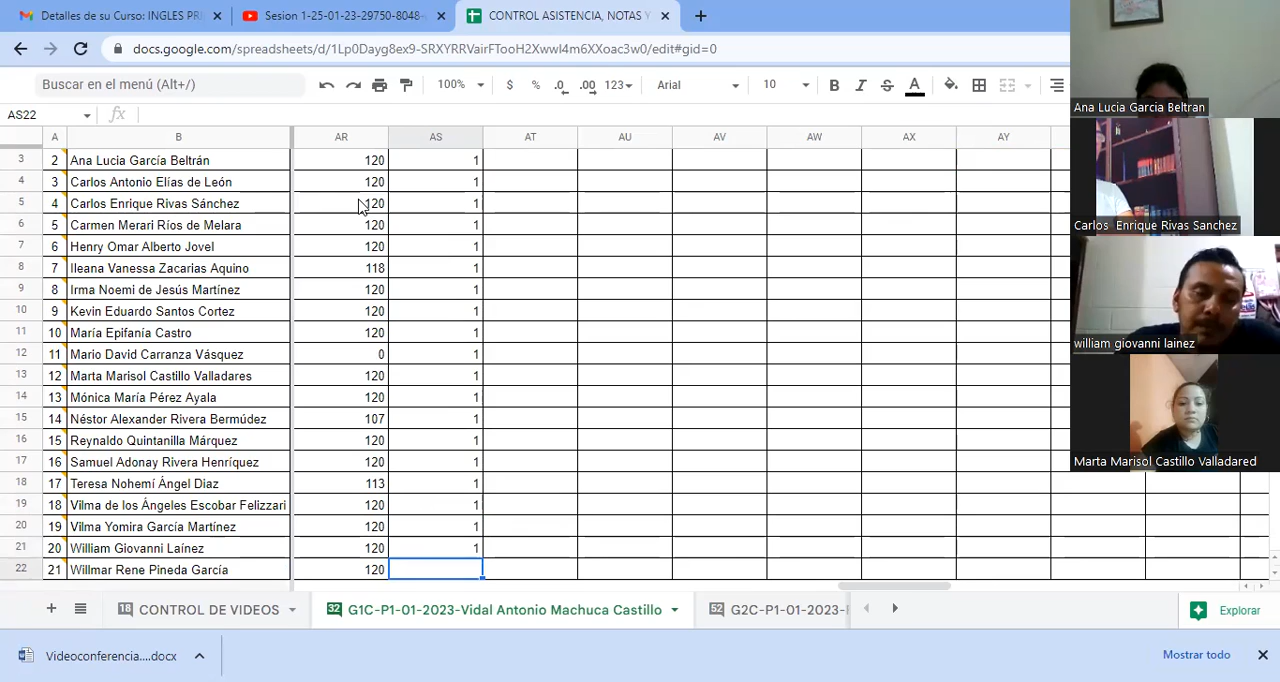 Detalles de su Curso: INGLES PR
Sesion 1-25-01-23-29750-8048-
CONTROL ASISTENCIA, NOTAS Y
docs.google.com/spreadsheets/d/1Lp0Dayg8ex9-SRXYRRVairFTooH2Xwwl4m6XXoac3w0/edit#gid=0
Buscar en el menú (Alt+/) 100% $ % .0 .00 123 Arial 10 B I S A
AS22 fx
A B AR AS AT AU AV AW AX AY
3 2 Ana Lucia García Beltrán 120 1
4 3 Carlos Antonio Elías de León 120 1
5 4 Carlos Enrique Rivas Sánchez 120 1
6 5 Carmen Merari Ríos de Melara 120 1
7 6 Henry Omar Alberto Jovel 120 1
8 7 Ileana Vanessa Zacarias Aquino 118 1
9 8 Irma Noemi de Jesús Martínez 120 1
10 9 Kevin Eduardo Santos Cortez 120 1
11 10 María Epifanía Castro 120 1
12 11 Mario David Carranza Vásquez 0 1
13 12 Marta Marisol Castillo Valladares 120 1
14 13 Mónica María Pérez Ayala 120 1
15 14 Néstor Alexander Rivera Bermúdez 107 1
16 15 Reynaldo Quintanilla Márquez 120 1
17 16 Samuel Adonay Rivera Henríquez 120 1
18 17 Teresa Nohemí Ángel Diaz 113 1
19 18 Vilma de los Ángeles Escobar Felizzari 120 1
20 19 Vilma Yomira García Martínez 120 1
21 20 William Giovanni Laínez 120 1
22 21 Willmar Rene Pineda García 120
Ana Lucia Garcia Beltran
Carlos Enrique Rivas Sanchez
william giovanni lainez
Marta Marisol Castillo Valladared
18 CONTROL DE VIDEOS
32 G1C-P1-01-2023-Vidal Antonio Machuca Castillo
52 G2C-P1-01-2023-
Explorar
Videoconferencia....docx
Mostrar todo